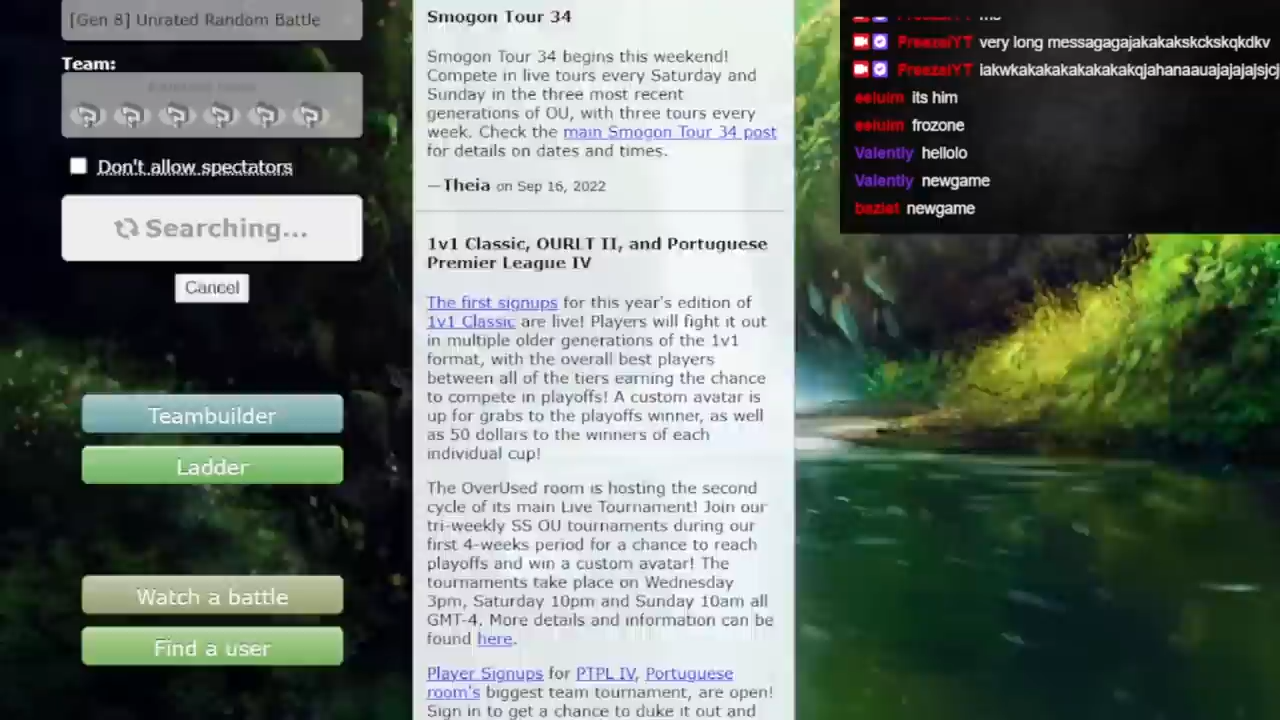 [Gen 8] Unrated Random Battle
Team:
Don't allow spectators
Searching...
Cancel
Teambuilder
Ladder
Watch a battle
Find a user
Smogon Tour 34
Smogon Tour 34 begins this weekend!
Compete in live tours every Saturday and
Sunday in the three most recent
generations of OU, with three tours every
week. Check the main Smogon Tour 34 post
for details on dates and times.
—Theia on Sep 16, 2022
1v1 Classic, OURLT II, and Portuguese
Premier League IV
The first signups for this year's edition of
1v1 Classic are live! Players will fight it out
in multiple older generations of the 1v1
format, with the overall best players
between all of the tiers earning the chance
to compete in playoffs! A custom avatar is
up for grabs to the playoffs winner, as well
as 50 dollars to the winners of each
individual cup!
The OverUsed room is hosting the second
cycle of its main Live Tournament! Join our
tri-weekly SS OU tournaments during our
first 4-weeks period for a chance to reach
playoffs and win a custom avatar! The
tournaments take place on Wednesday
3pm, Saturday 10pm and Sunday 10am all
GMT-4. More details and information can be
found here.
Player Signups for PTPL IV, Portuguese
room's biggest team tournament, are open!
Sign in to get a chance to duke it out and
FreezaiYT very long messagagajakakakskckskqkdkv
FreezaiYT
its him
frozone
Valently hellolo
Valently newgame
newgame